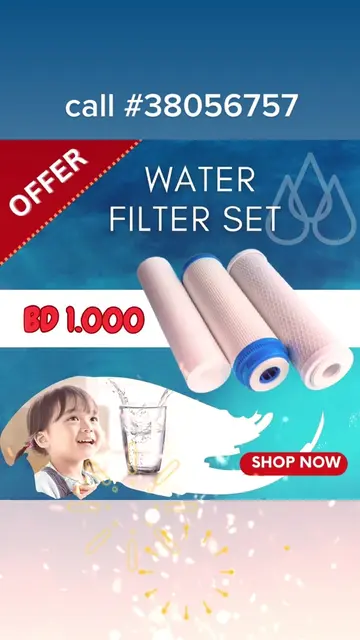 call #38056757
OFFER
WATER
FILTER SET
BD 1.000
SHOP NOW